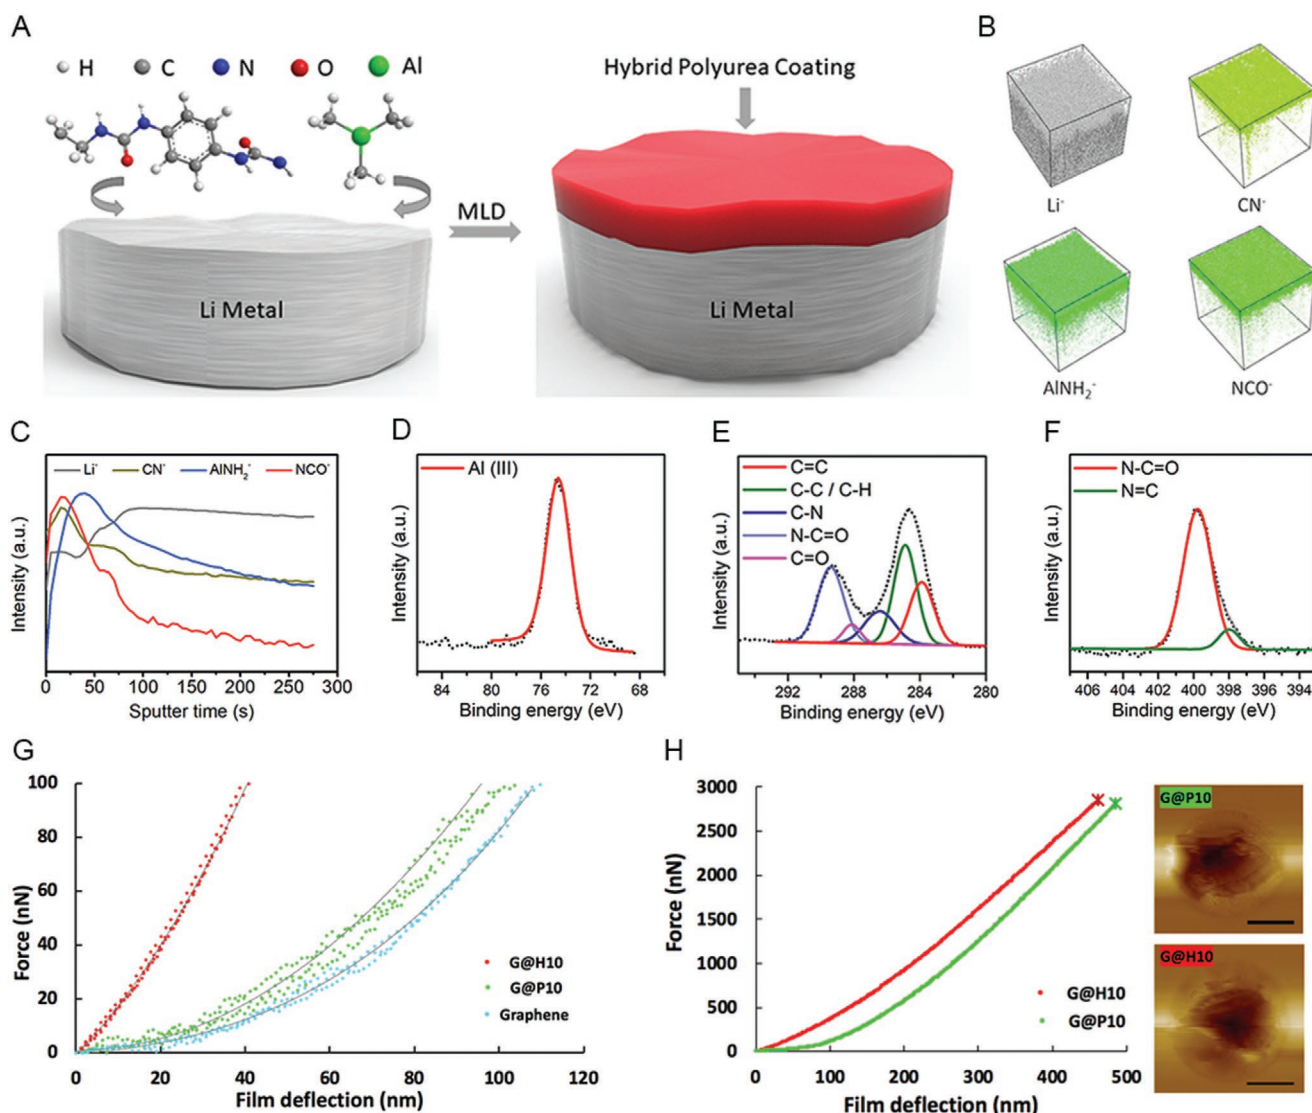 A
H C N O Al
Li Metal
MLD
Hybrid Polyurea Coating
Li Metal
B
Li⁻
CN⁻
AlNH₂⁻
NCO⁻
C
Li⁻ CN⁻ AlNH₂⁻ NCO⁻
Intensity (a.u.)
0 50 100 150 200 250 300
Sputter time (s)
D
Al (III)
Intensity (a.u.)
84 80 76 72 68
Binding energy (eV)
E
C=C
C-C / C-H
C-N
N-C=O
C=O
Intensity (a.u.)
292 288 284 280
Binding energy (eV)
F
N-C=O
N=C
Intensity (a.u.)
406 404 402 400 398 396 394
Binding energy (eV)
G
100
80
60
40
20
0
Force (nN)
G@H10
G@P10
Graphene
0 20 40 60 80 100 120
Film deflection (nm)
H
3000
2500
2000
1500
1000
500
0
Force (nN)
G@H10
G@P10
0 100 200 300 400 500
Film deflection (nm)
G@P10
G@H10